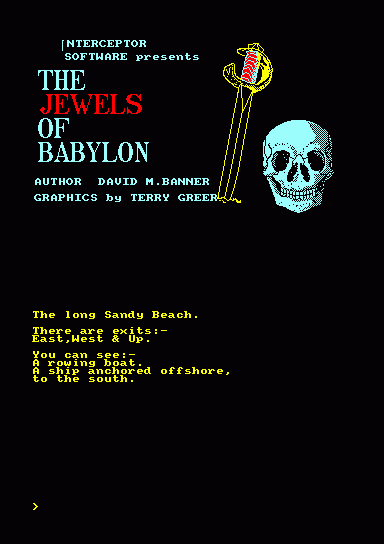 INTERCEPTOR
SOFTWARE presents
THE
JEWELS
OF
BABYLON
AUTHOR DAVID M.BANNER
GRAPHICS by TERRY GREER
The long Sandy Beach.
There are exits:-
East,West & Up.
You can see:-
A rowing boat.
A ship anchored offshore,
to the south.
>